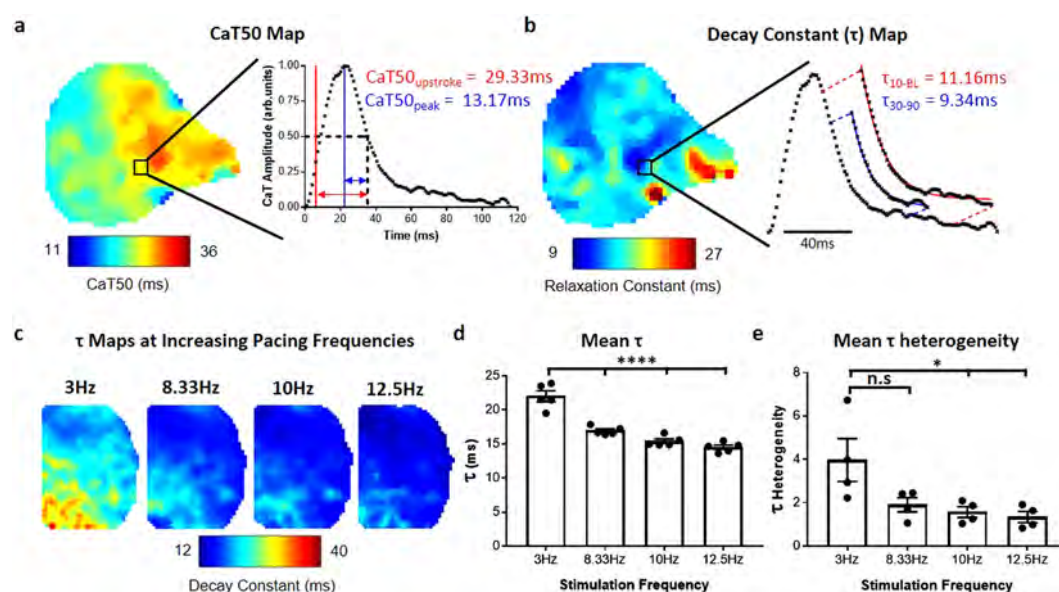 a
CaT50 Map
CaT50upstroke = 29.33ms
CaT50peak = 13.17ms
CaT Amplitude (arb.units)
1.00
0.75
0.50
0.25
0.00
0 20 40 60 80 100 120
Time (ms)
11 36
CaT50 (ms)
b
Decay Constant (τ) Map
τ10-BL = 11.16ms
τ30-90 = 9.34ms
40ms
9 27
Relaxation Constant (ms)
c
τ Maps at Increasing Pacing Frequencies
3Hz 8.33Hz 10Hz 12.5Hz
12 40
Decay Constant (ms)
d
Mean τ
****
τ (ms)
25
20
15
10
5
0
3Hz 8.33Hz 10Hz 12.5Hz
Stimulation Frequency
e
Mean τ heterogeneity
*
n.s
τ Heterogeneity
8
6
4
2
0
3Hz 8.33Hz 10Hz 12.5Hz
Stimulation Frequency